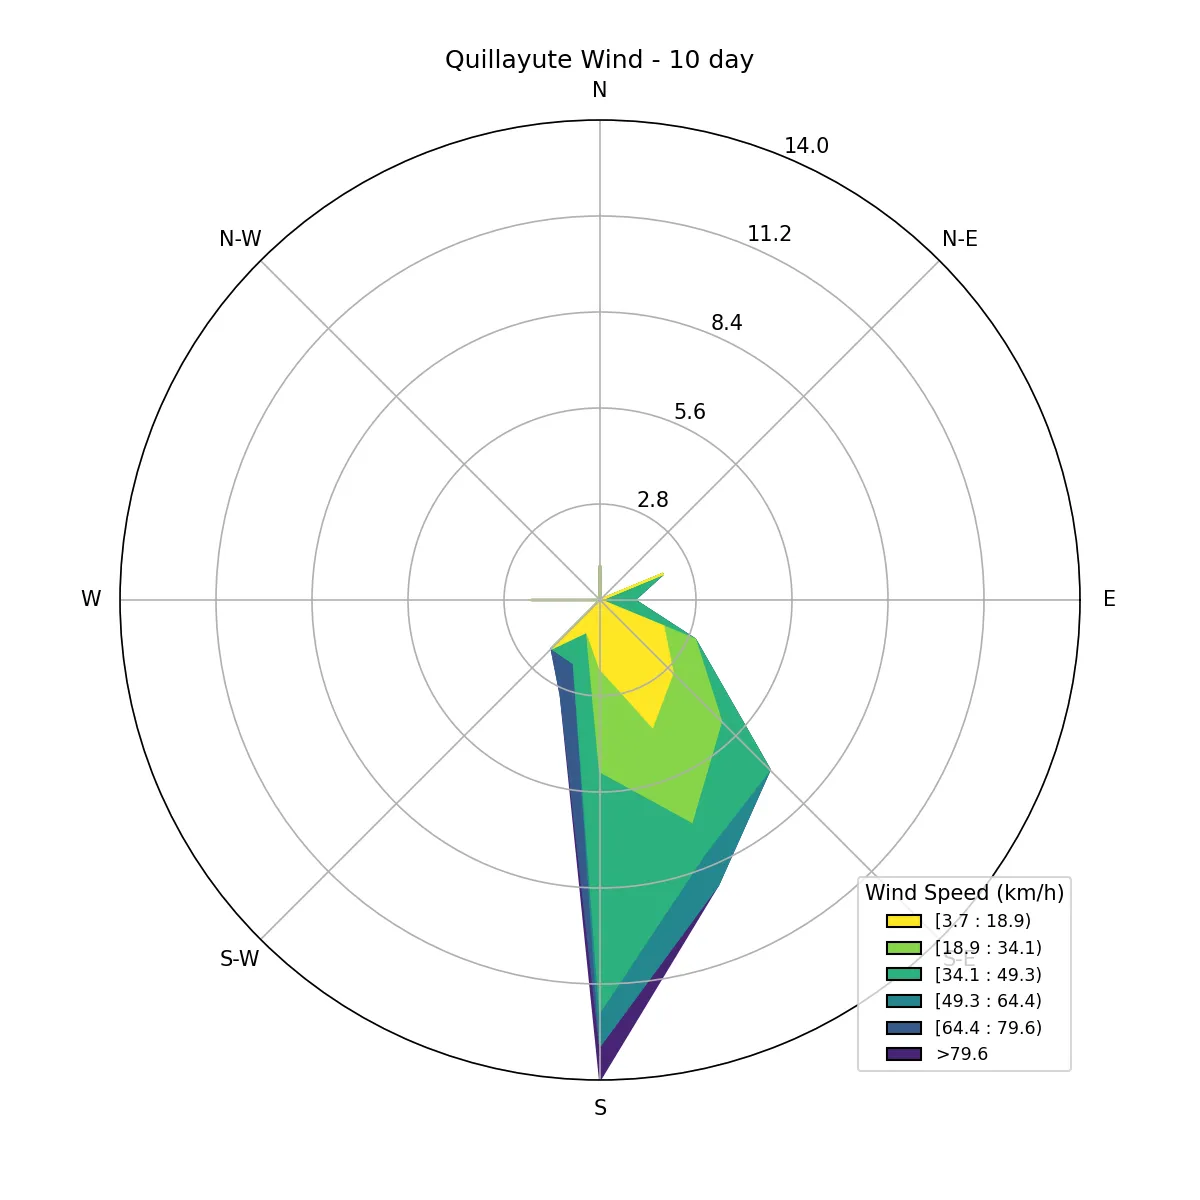 Quillayute Wind - 10 day
N
14.0
11.2
N-W
N-E
8.4
5.6
2.8
W
E
Wind Speed (km/h)
[3.7 : 18.9)
[18.9 : 34.1)
S-W
S-E
[34.1 : 49.3)
[49.3 : 64.4)
[64.4 : 79.6)
>79.6
S